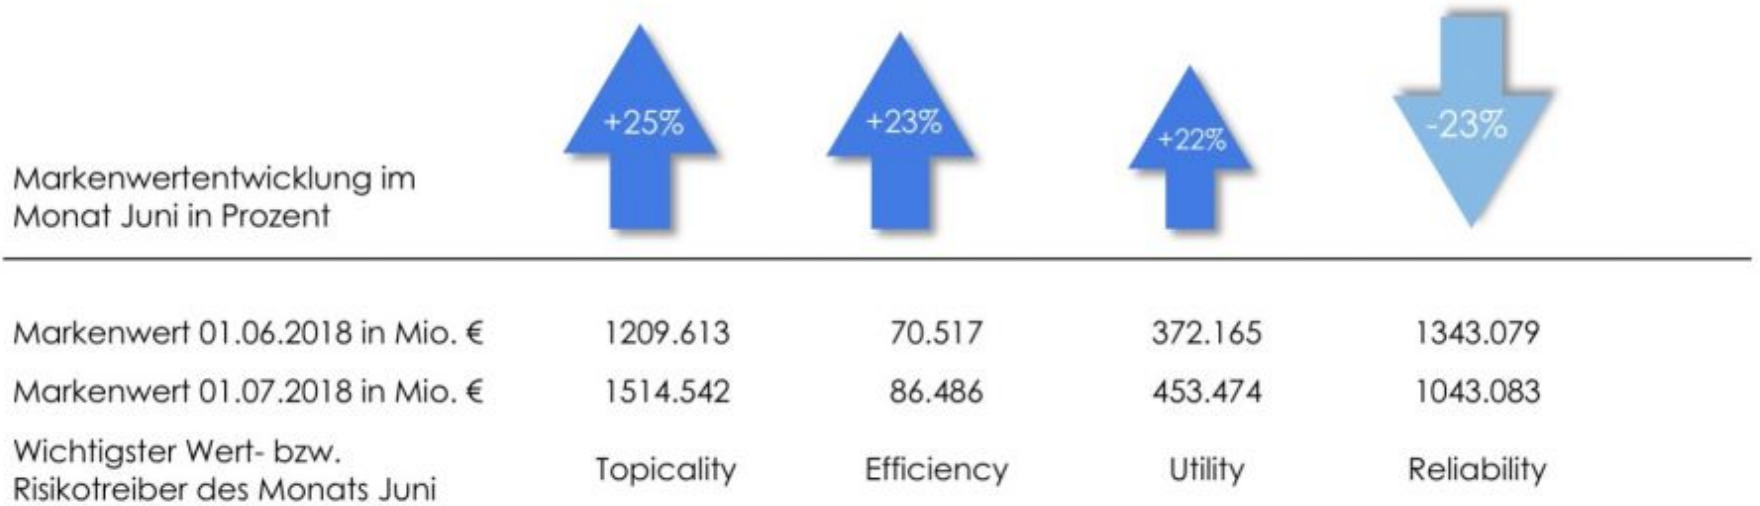 +25% +23% +22% -23%
Markenwertentwicklung im
Monat Juni in Prozent
Markenwert 01.06.2018 in Mio. € 1209.613 70.517 372.165 1343.079
Markenwert 01.07.2018 in Mio. € 1514.542 86.486 453.474 1043.083
Wichtigster Wert- bzw.
Risikotreiber des Monats Juni Topicality Efficiency Utility Reliability